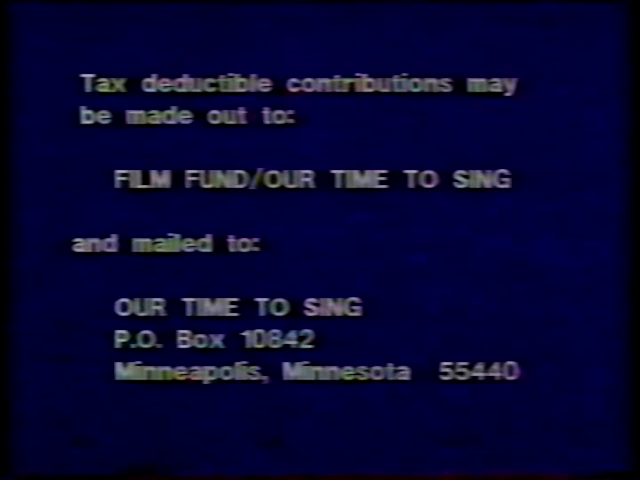 Tax deductible contributions may
be made out to:
FILM FUND/OUR TIME TO SING
and mailed to:
OUR TIME TO SING
P.O. Box 10842
Minneapolis, Minnesota 55440